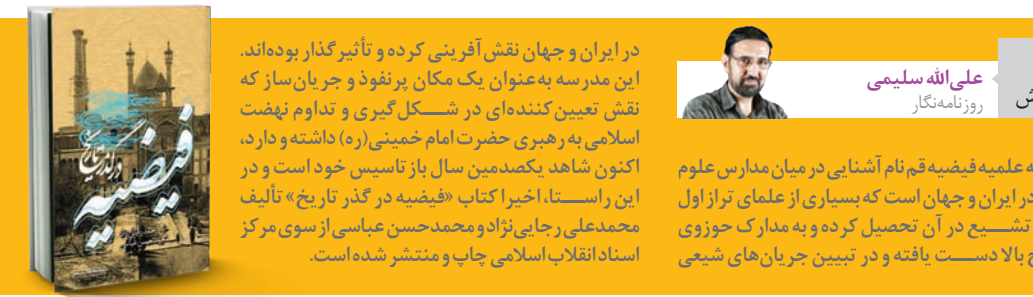 علی‌الله سلیمی
روزنامه‌نگار
علمیه فیضیه قم نام آشنایی در میان مدارس علوم
در ایران و جهان است که بسیاری از علمای تراز اول
تشـــیع در آن تحصیل کرده و به مدارک حوزوی
بالا دســـت یافته و در تبیین جریان‌های شیعی
در ایران و جهان نقش‌آفرینی کرده و تأثیرگذار بوده‌اند.
این مدرسه به‌عنوان یک مکان پرنفوذ و جریان‌ساز که
نقش تعیین‌کننده‌ای در شـــکل‌گیری و تداوم نهضت
اسلامی به رهبری حضرت امام خمینی(ره) داشته و دارد،
اکنون شاهد یکصدمین سال باز تاسیس خود است و در
این راســـتا، اخیرا کتاب «فیضیه در گذر تاریخ» تألیف
محمدعلی رجایی‌نژاد و محمدحسن عباسی از سوی مرکز
اسناد انقلاب اسلامی چاپ و منتشر شده است.
فیضیه
در گذر تاریخ